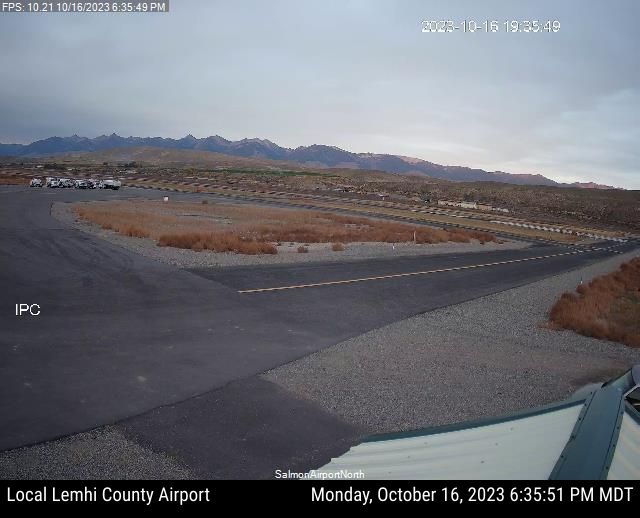 FPS: 10.21 10/16/2023 6:35:49 PM
2023-10-16 19:35:49
IPC
SalmonAirportNorth
Local Lemhi County Airport
Monday, October 16, 2023 6:35:51 PM MDT